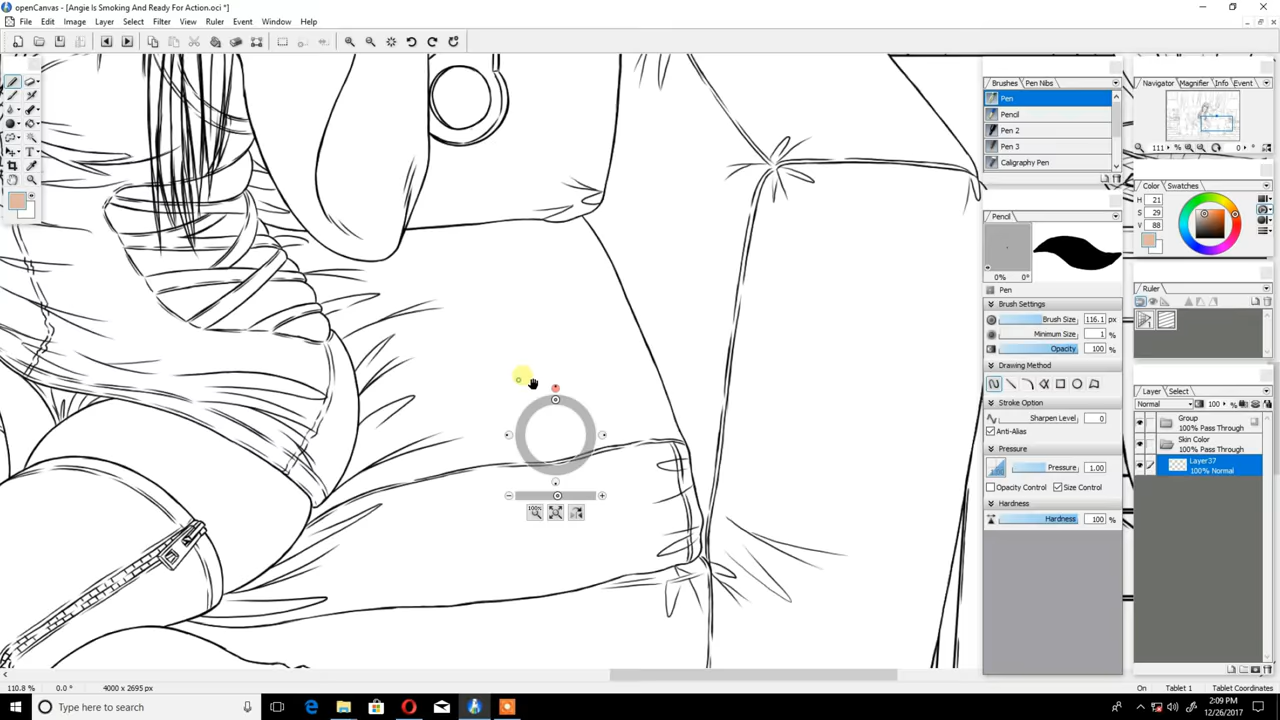 openCanvas - [Angie Is Smoking And Ready For Action.oci *]
File Edit Image Layer Select Filter View Ruler Event Window Help
Brushes Pen Nibs
Pen
Pencil
Pen 2
Pen 3
Caligraphy Pen
Pencil
0% 0°
Pen
Brush Settings
Brush Size 116.1 px
Minimum Size 1 %
Opacity 100 %
Drawing Method
Stroke Option
Sharpen Level 0
Anti-Alias
Pressure
Pressure 1.00
Opacity Control Size Control
Hardness
Hardness 100 %
Navigator Magnifier Info Event
111 % 0 °
Color Swatches
H 21
S 29
V 88
Ruler
Layer Select
Normal 100 %
Group
100% Pass Through
Skin Color
100% Pass Through
Layer37
100% Normal
100%
110.8 % 0.0 ° 4000 x 2695 px
On Tablet 1 Tablet Coordinates
Type here to search
2:09 PM
12/26/2017